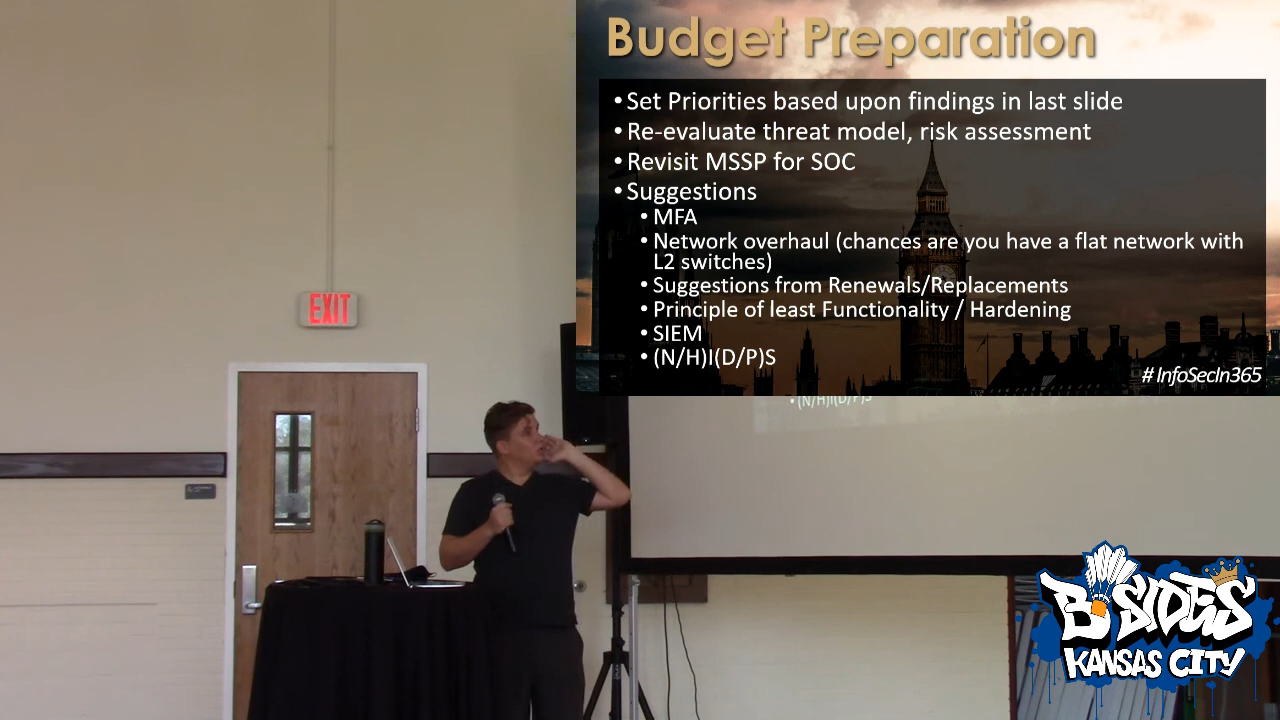 Budget Preparation
• Set Priorities based upon findings in last slide
• Re-evaluate threat model, risk assessment
• Revisit MSSP for SOC
• Suggestions
• MFA
• Network overhaul (chances are you have a flat network with
L2 switches)
• Suggestions from Renewals/Replacements
• Principle of least Functionality / Hardening
• SIEM
• (N/H)I(D/P)S
# InfoSecIn365
• (N/H)I(D/P)S
EXIT
B-SIDES
KANSAS CITY